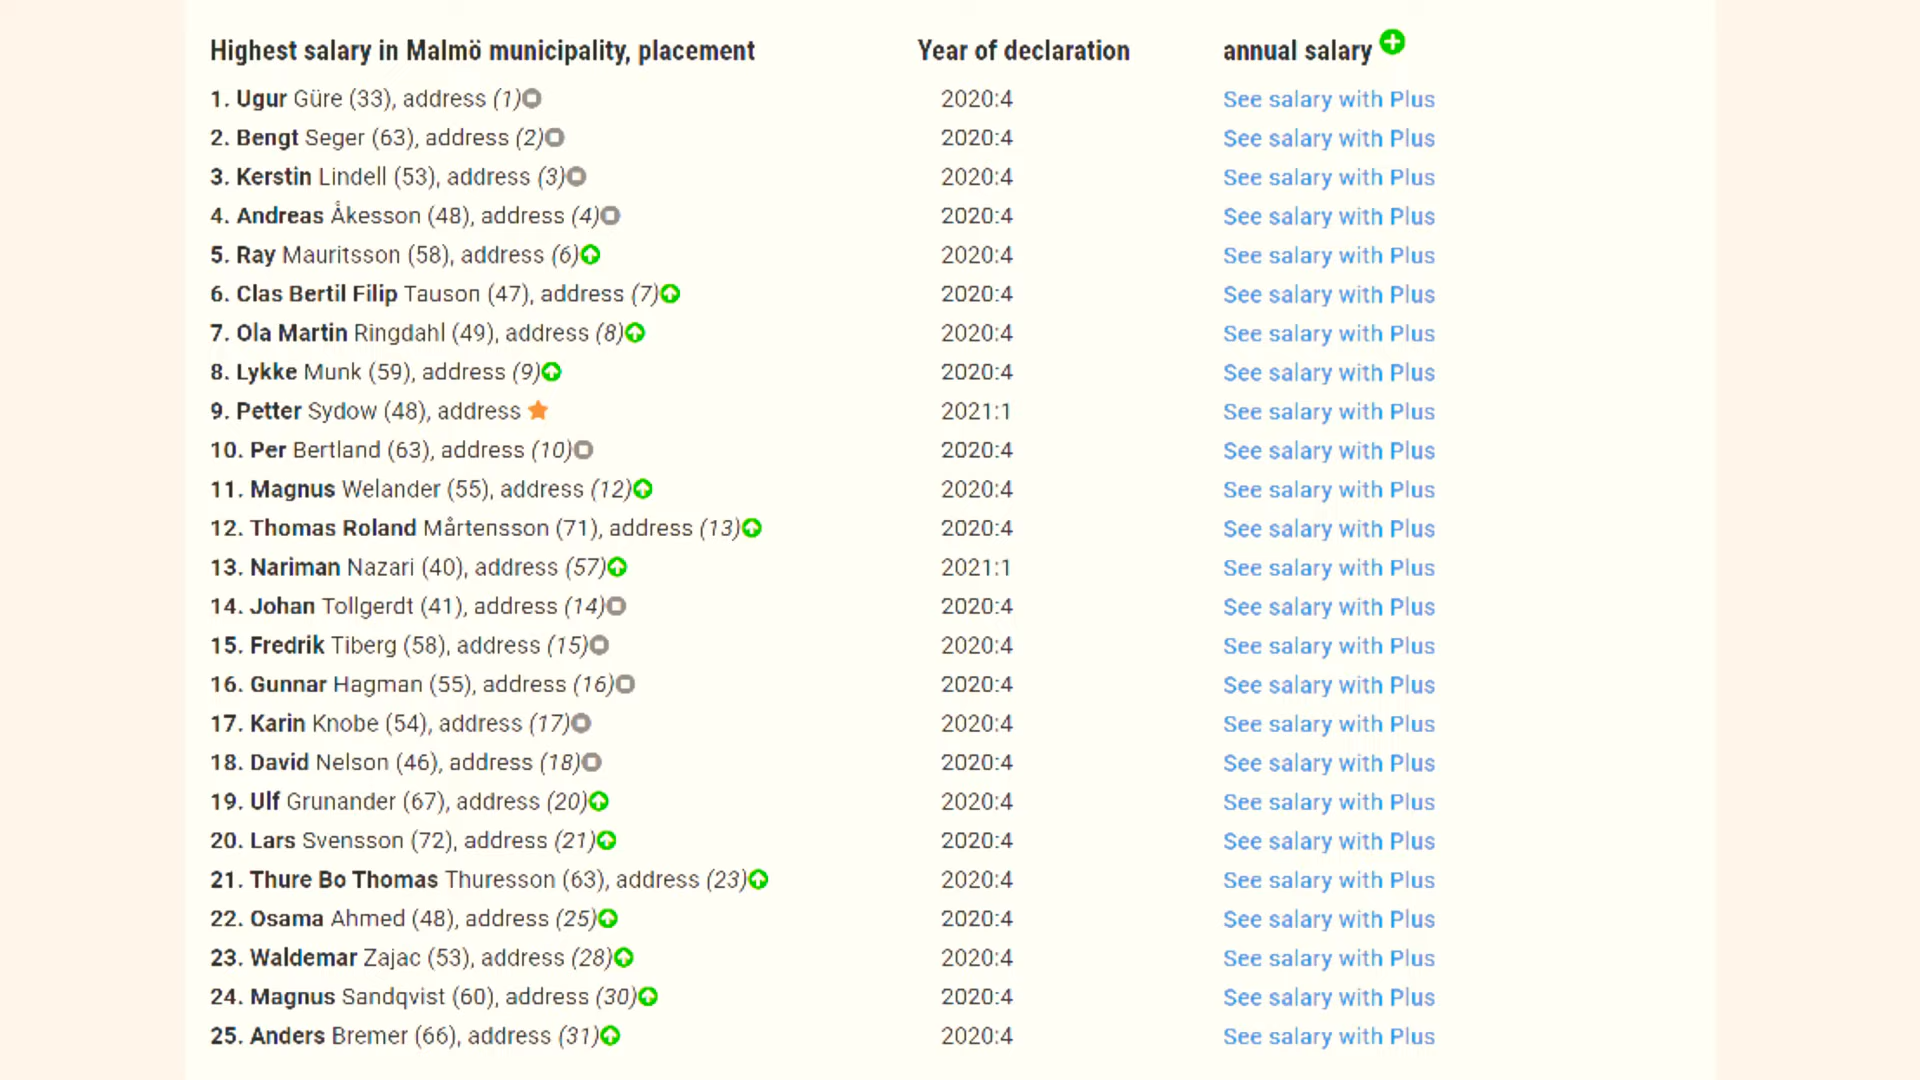 Highest salary in Malmö municipality, placement Year of declaration annual salary
1. Ugur Güre (33), address (1) 2020:4 See salary with Plus
2. Bengt Seger (63), address (2) 2020:4 See salary with Plus
3. Kerstin Lindell (53), address (3) 2020:4 See salary with Plus
4. Andreas Åkesson (48), address (4) 2020:4 See salary with Plus
5. Ray Mauritsson (58), address (6) 2020:4 See salary with Plus
6. Clas Bertil Filip Tauson (47), address (7) 2020:4 See salary with Plus
7. Ola Martin Ringdahl (49), address (8) 2020:4 See salary with Plus
8. Lykke Munk (59), address (9) 2020:4 See salary with Plus
9. Petter Sydow (48), address 2021:1 See salary with Plus
10. Per Bertland (63), address (10) 2020:4 See salary with Plus
11. Magnus Welander (55), address (12) 2020:4 See salary with Plus
12. Thomas Roland Mårtensson (71), address (13) 2020:4 See salary with Plus
13. Nariman Nazari (40), address (57) 2021:1 See salary with Plus
14. Johan Tollgerdt (41), address (14) 2020:4 See salary with Plus
15. Fredrik Tiberg (58), address (15) 2020:4 See salary with Plus
16. Gunnar Hagman (55), address (16) 2020:4 See salary with Plus
17. Karin Knobe (54), address (17) 2020:4 See salary with Plus
18. David Nelson (46), address (18) 2020:4 See salary with Plus
19. Ulf Grunander (67), address (20) 2020:4 See salary with Plus
20. Lars Svensson (72), address (21) 2020:4 See salary with Plus
21. Thure Bo Thomas Thuresson (63), address (23) 2020:4 See salary with Plus
22. Osama Ahmed (48), address (25) 2020:4 See salary with Plus
23. Waldemar Zajac (53), address (28) 2020:4 See salary with Plus
24. Magnus Sandqvist (60), address (30) 2020:4 See salary with Plus
25. Anders Bremer (66), address (31) 2020:4 See salary with Plus